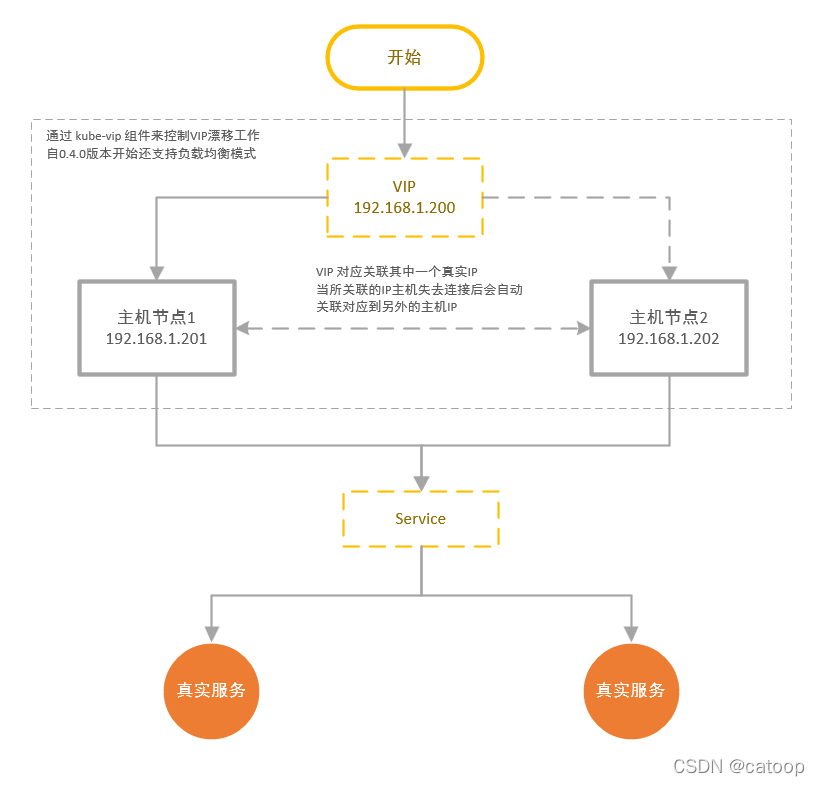 开始
通过 kube-vip 组件来控制VIP漂移工作
自0.4.0版本开始还支持负载均衡模式
VIP
192.168.1.200
VIP 对应关联其中一个真实IP
当所关联的IP主机失去连接后会自动
关联对应到另外的主机IP
主机节点1
192.168.1.201
主机节点2
192.168.1.202
Service
真实服务
真实服务
CSDN @catoop